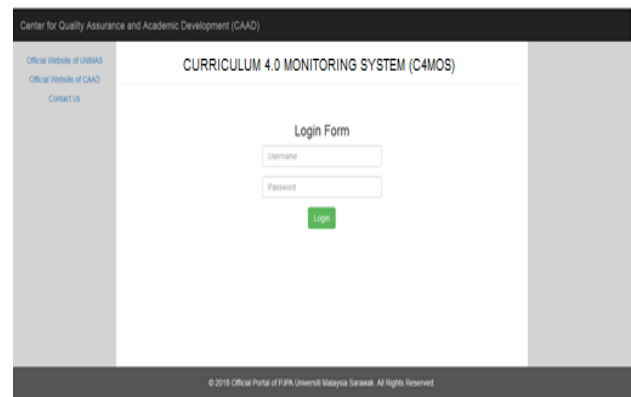 Center for Quality Assurance and Academic Development (CAAD)
Official Website of UNIMAS
Official Website of CAAD
Contact Us
CURRICULUM 4.0 MONITORING SYSTEM (C4MOS)
Login Form
Username
Password
Login
© 2018 Official Portal of PJPA Universiti Malaysia Sarawak. All Rights Reserved.